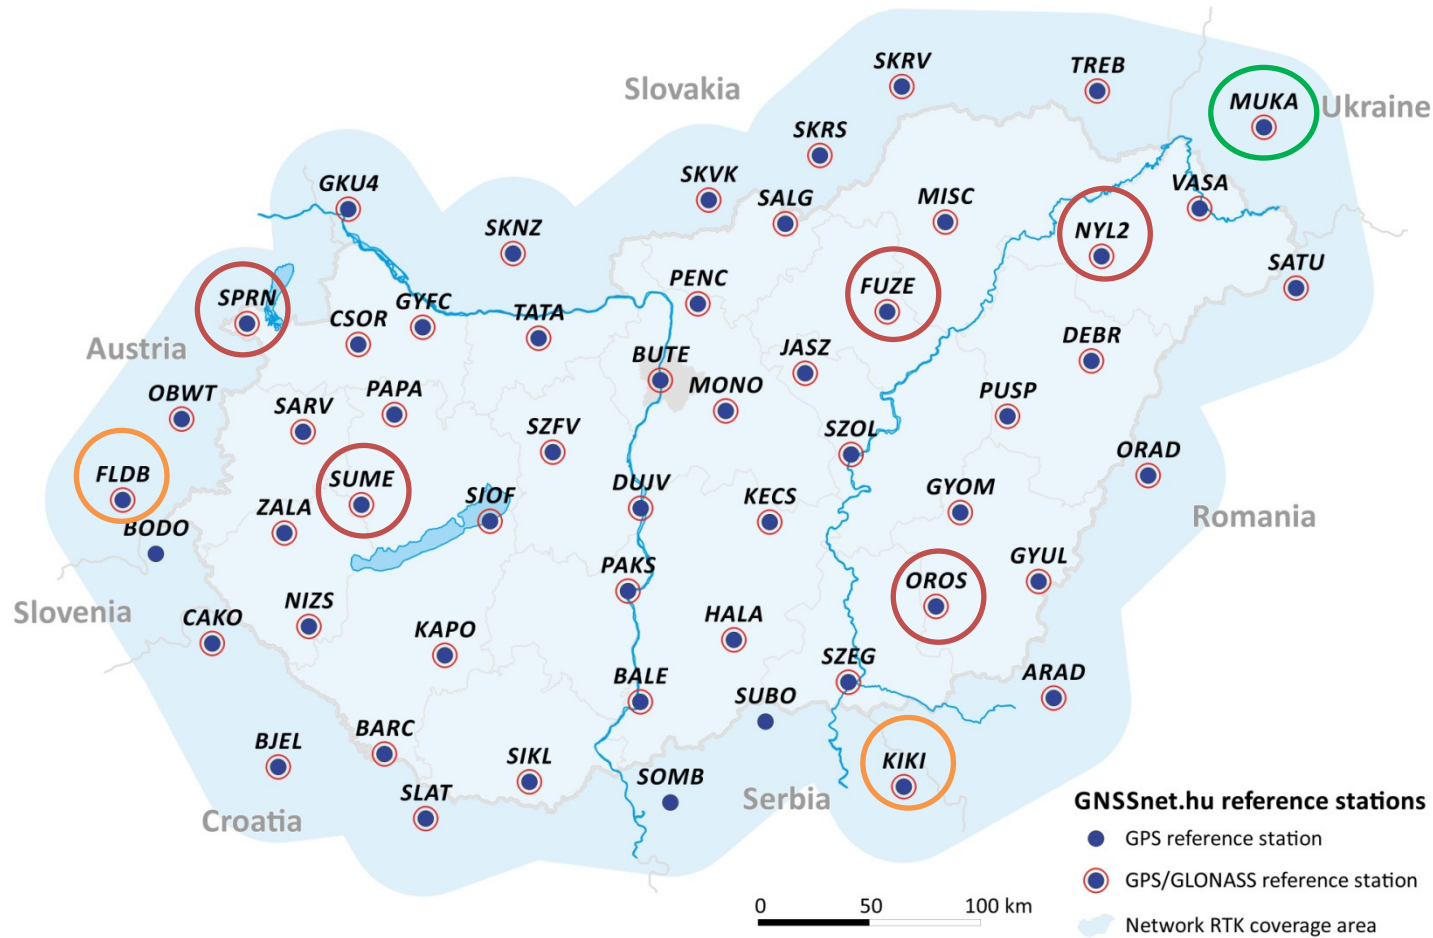 SKRV
TREB
Slovakia
MUKA
Ukraine
SKRS
GKU4
SKVK
SALG
MISC
VASA
SKNZ
NYL2
SATU
PENC
FUZE
SPRN
GYFC
CSOR
TATA
DEBR
Austria
BUTE
JASZ
MONO
OBWT
PAPA
PUSP
SARV
SZFV
SZOL
ORAD
FLDB
SUME
SIOF
DUJV
KECS
GYOM
ZALA
BODO
Romania
PAKS
OROS
GYUL
Slovenia
NIZS
CAKO
KAPO
HALA
SZEG
BALE
SUBO
ARAD
BJEL
BARC
SIKL
KIKI
SLAT
SOMB
Serbia
Croatia
GNSSnet.hu reference stations
GPS reference station
GPS/GLONASS reference station
Network RTK coverage area
0 50 100 km